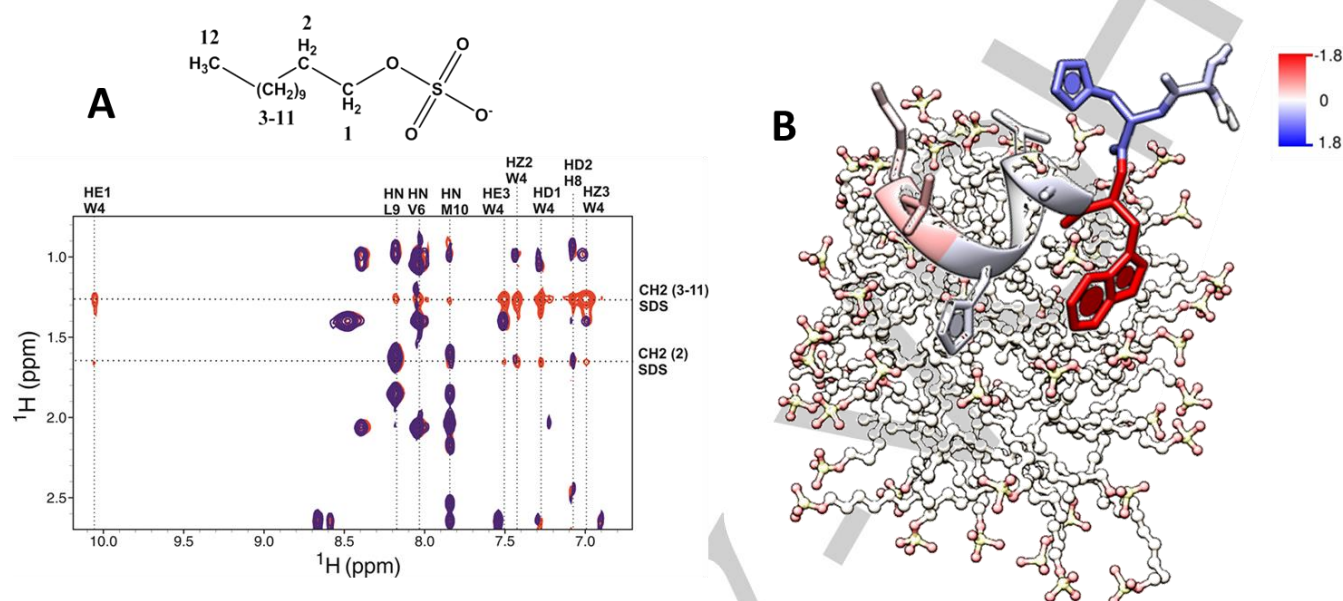 12
2
H₂
H₃C
(CH₂)₉
3-11
C
H₂
1
O
O
S
O⁻
O
A
HE1
W4
HN
L9
HN
V6
HN
M10
HE3
W4
HZ2
W4
HD1
W4
HD2
H8
HZ3
W4
1.0
1.5
2.0
2.5
CH2 (3-11)
SDS
CH2 (2)
SDS
¹H (ppm)
10.0 9.5 9.0 8.5 8.0 7.5 7.0
¹H (ppm)
B
-1.8
0
1.8